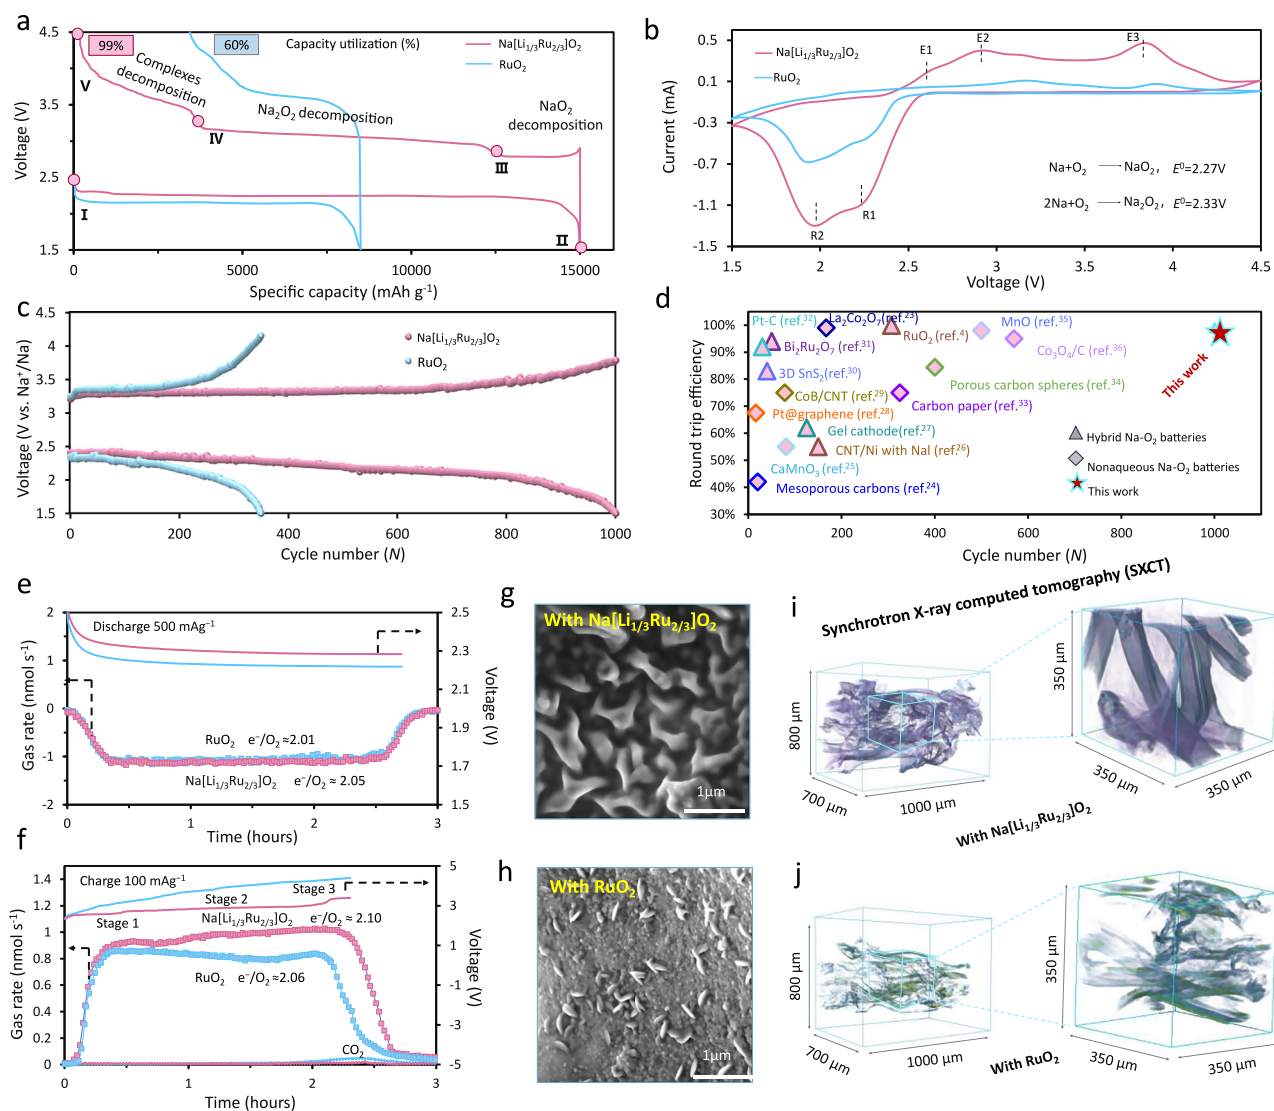 a
99%
60%
Capacity utilization (%)
Na[Li1/3Ru2/3]O2
RuO2
Complexes
decomposition
Na2O2 decomposition
NaO2
decomposition
V
IV
III
I
II
4.5
3.5
2.5
1.5
Voltage (V)
0
5000
10000
15000
Specific capacity (mAh g-1)
b
Na[Li1/3Ru2/3]O2
RuO2
E1
E2
E3
R2
R1
Na+O2 → NaO2, E0=2.27V
2Na+O2 → Na2O2, E0=2.33V
0.5
0.1
-0.3
-0.7
-1.1
-1.5
Current (mA)
1.5
2
2.5
3
3.5
4
4.5
Voltage (V)
c
Na[Li1/3Ru2/3]O2
RuO2
4.5
4
3.5
3
2.5
2
1.5
Voltage (V vs. Na+/Na)
0
200
400
600
800
1000
Cycle number (N)
d
Pt-C (ref.32)
La2Co2O7(ref.23)
RuO2 (ref.4)
MnO (ref.35)
Bi2Ru2O7 (ref.31)
Co3O4/C (ref.36)
3D SnS2(ref.30)
This work
Porous carbon spheres (ref.34)
CoB/CNT (ref.29)
Carbon paper (ref.33)
Pt@graphene (ref.28)
Gel cathode(ref.27)
CNT/Ni with NaI (ref.26)
CaMnO3 (ref.25)
Mesoporous carbons (ref.24)
Hybrid Na-O2 batteries
Nonaqueous Na-O2 batteries
This work
100%
90%
80%
70%
60%
50%
40%
30%
Round trip efficiency
0
200
400
600
800
1000
Cycle number (N)
e
Discharge 500 mAg−1
RuO2 e−/O2 ≈2.01
Na[Li1/3Ru2/3]O2 e−/O2 ≈ 2.05
2
1
0
-1
-2
Gas rate (nmol s-1)
2.5
2.3
2.1
1.9
1.7
1.5
Voltage (V)
0
1
2
3
Time (hours)
f
Charge 100 mAg−1
Stage 1
Stage 2
Stage 3
Na[Li1/3Ru2/3]O2 e−/O2 ≈ 2.10
RuO2 e−/O2 ≈2.06
CO2
1.4
1.2
1
0.8
0.6
0.4
0.2
0
Gas rate (nmol s-1)
5
3
1
-1
-3
-5
Voltage (V)
0
1
2
3
Time (hours)
g
With Na[Li1/3Ru2/3]O2
1μm
h
With RuO2
1μm
i
Synchrotron X-ray computed tomography (SXCT)
800 μm
700 μm
1000 μm
350 μm
350 μm
350 μm
With Na[Li1/3Ru2/3]O2
j
800 μm
700 μm
1000 μm
350 μm
350 μm
350 μm
With RuO2